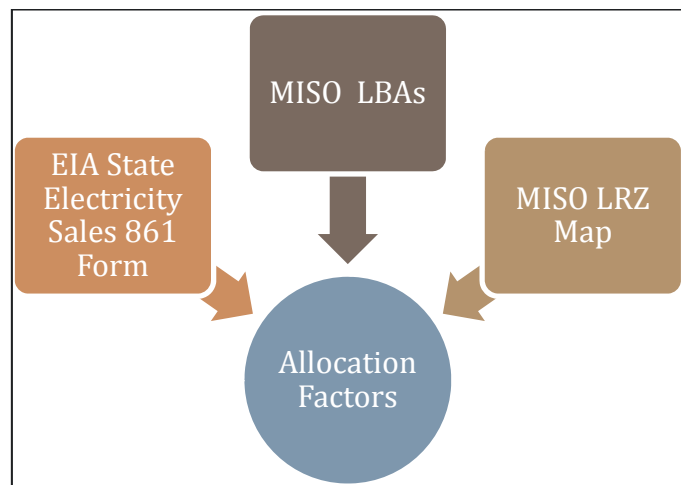 MISO LBAs
EIA State
Electricity
Sales 861
Form
MISO LRZ
Map
Allocation
Factors